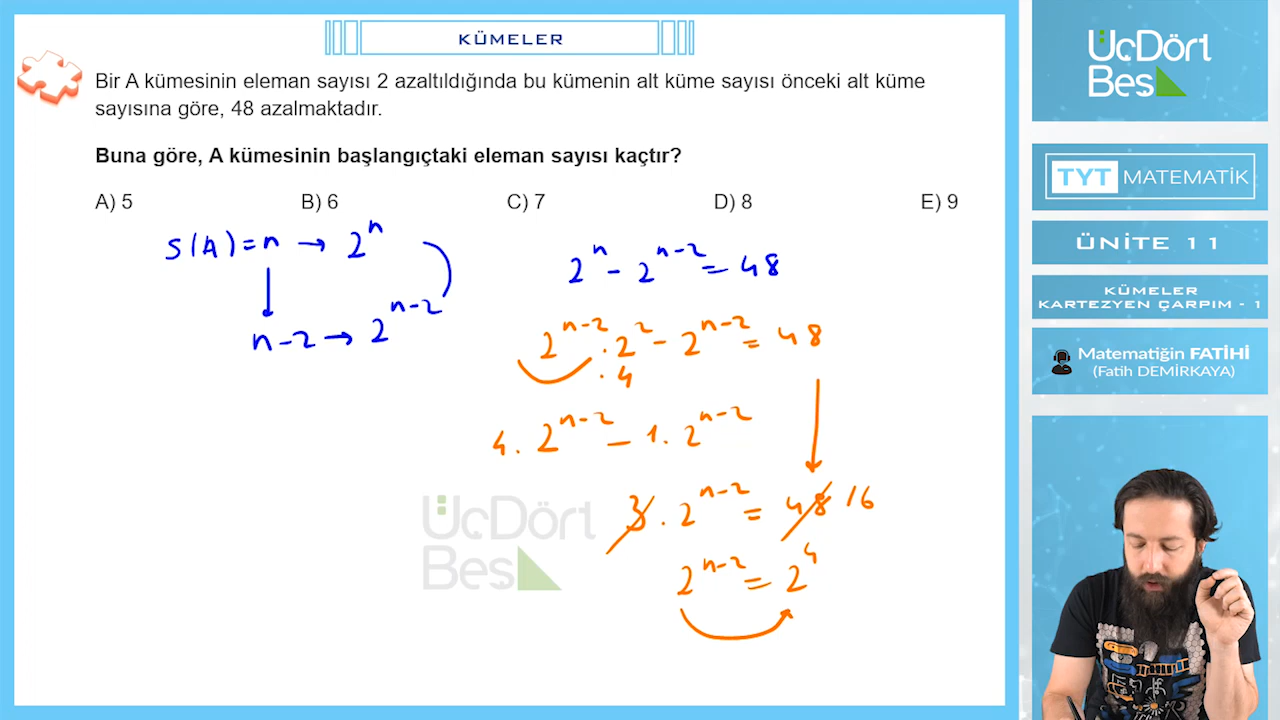 KÜMELER
Bir A kümesinin eleman sayısı 2 azaltıldığında bu kümenin alt küme sayısı önceki alt küme
sayısına göre, 48 azalmaktadır.
Buna göre, A kümesinin başlangıçtaki eleman sayısı kaçtır?
A) 5 B) 6 C) 7 D) 8 E) 9
S(A) = n → 2^n
n-2 → 2^{n-2}
2^n - 2^{n-2} = 48
2^{n-2} . 2^2 - 2^{n-2} = 48
. 4
4 . 2^{n-2} - 1 . 2^{n-2}
3 . 2^{n-2} = 48 16
2^{n-2} = 2^4
ÜçDört
Beş
ÜçDört
Beş
TYT MATEMATİK
ÜNİTE 11
KÜMELER
KARTEZYEN ÇARPIM - 1
Matematiğin FATİHİ
(Fatih DEMİRKAYA)